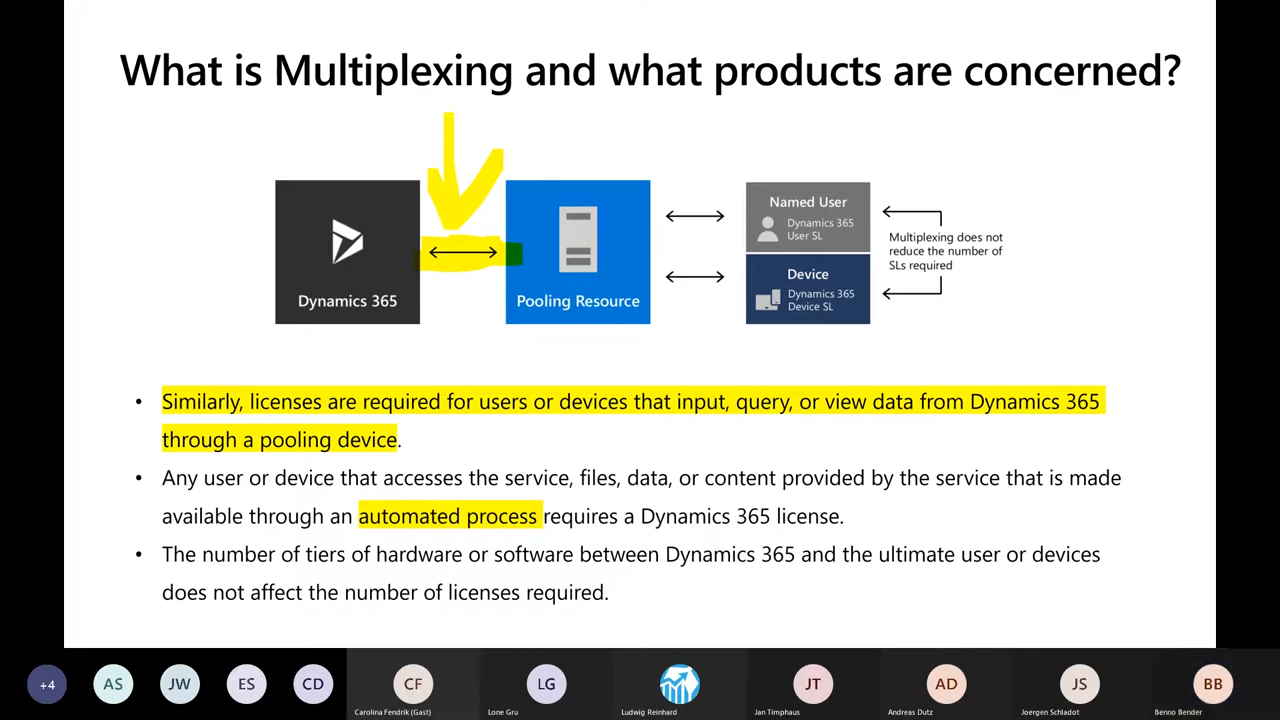 What is Multiplexing and what products are concerned?
Dynamics 365
Pooling Resource
Named User
Dynamics 365
User SL
Device
Dynamics 365
Device SL
Multiplexing does not
reduce the number of
SLs required
• Similarly, licenses are required for users or devices that input, query, or view data from Dynamics 365
through a pooling device.
• Any user or device that accesses the service, files, data, or content provided by the service that is made
available through an automated process requires a Dynamics 365 license.
• The number of tiers of hardware or software between Dynamics 365 and the ultimate user or devices
does not affect the number of licenses required.
+4
AS
JW
ES
CD
CF
Carolina Fendrik (Gast)
LG
Lone Gru
Ludwig Reinhard
JT
Jan Timphaus
AD
Andreas Dutz
JS
Joergen Schladot
BB
Benno Bender